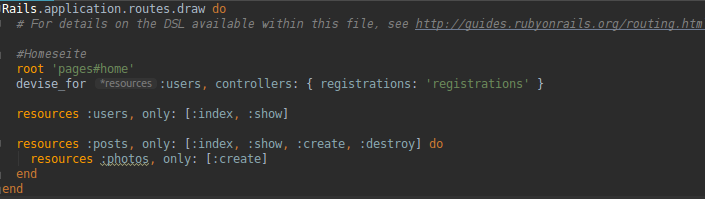 Rails.application.routes.draw do
# For details on the DSL available within this file, see http://guides.rubyonrails.org/routing.htm
#Homeseite
root 'pages#home'
devise_for *resources :users, controllers: { registrations: 'registrations' }
resources :users, only: [:index, :show]
resources :posts, only: [:index, :show, :create, :destroy] do
resources :photos, only: [:create]
end
end